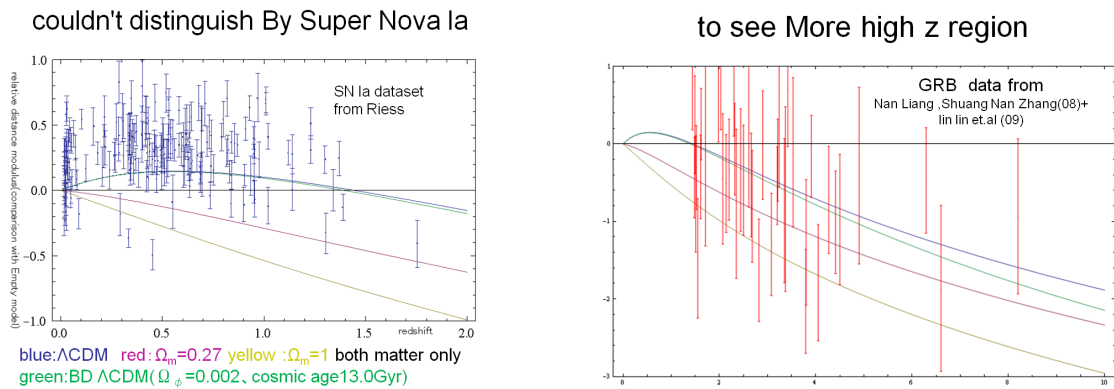 couldn't distinguish By Super Nova Ia
relative distance modulus(comparison with Empty model)
1.0
0.5
0.0
−0.5
−1.0
SN Ia dataset
from Riess
0.0
0.5
1.0
1.5
2.0
redshift
blue:ΛCDM red:Ωm=0.27 yellow :Ωm=1 both matter only
green:BD ΛCDM(Ωφ=0.002、cosmic age13.0Gyr)
to see More high z region
1
0
-1
-2
-3
GRB data from
Nan Liang ,Shuang Nan Zhang(08)+
lin lin et.al (09)
0
2
4
6
8
10